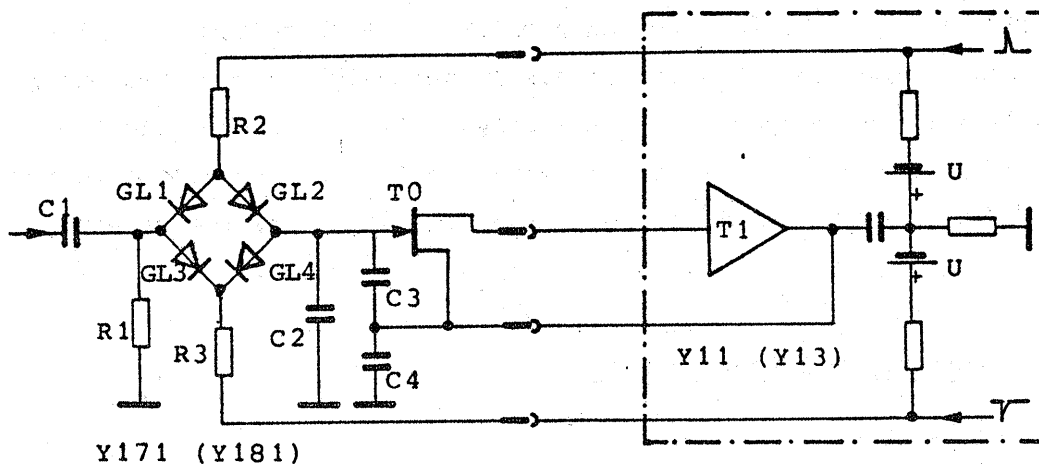 R2
GL1
GL2
T0
U
C1
+
T1
GL3
GL4
U
+
C3
R1
C2
R3
C4
Y11 (Y13)
Y171 (Y181)